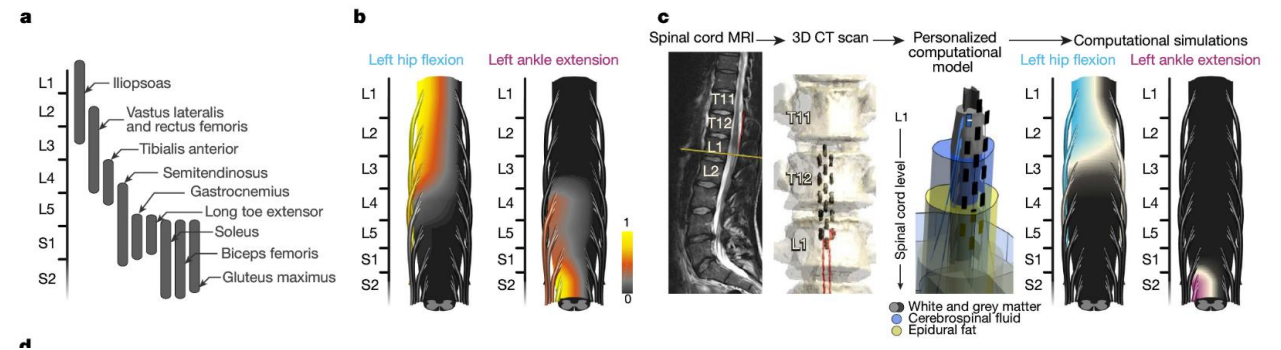 a
L1
L2
L3
L4
L5
S1
S2
Iliopsoas
Vastus lateralis
and rectus femoris
Tibialis anterior
Semitendinosus
Gastrocnemius
Long toe extensor
Soleus
Biceps femoris
Gluteus maximus
b
Left hip flexion
Left ankle extension
L1
L2
L3
L4
L5
S1
S2
L1
L2
L3
L4
L5
S1
S2
1
0
c
Spinal cord MRI
3D CT scan
Personalized
computational
model
Computational simulations
T11
T12
L1
L2
T11
T12
L1
L1
Spinal cord level
White and grey matter
Cerebrospinal fluid
Epidural fat
Left hip flexion
Left ankle extension
L1
L2
L3
L4
L5
S1
S2
L1
L2
L3
L4
L5
S1
S2
d